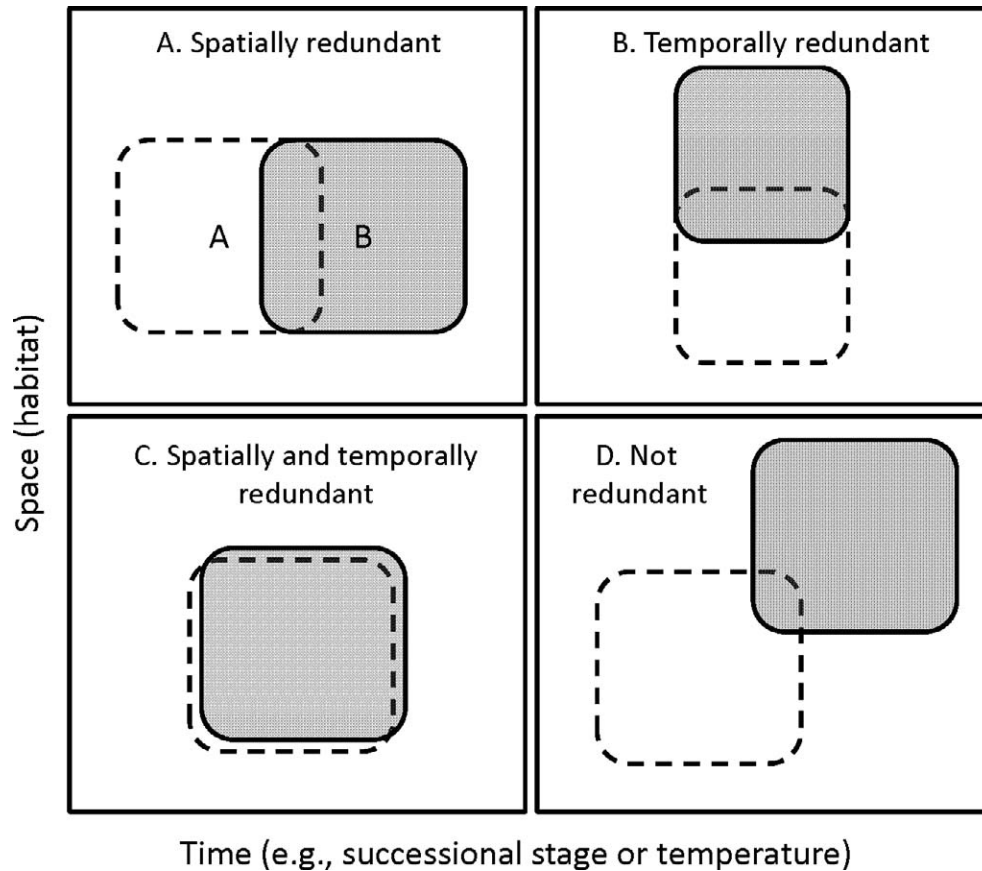 A. Spatially redundant
A
B
B. Temporally redundant
C. Spatially and temporally
redundant
D. Not
redundant
Space (habitat)
Time (e.g., successional stage or temperature)